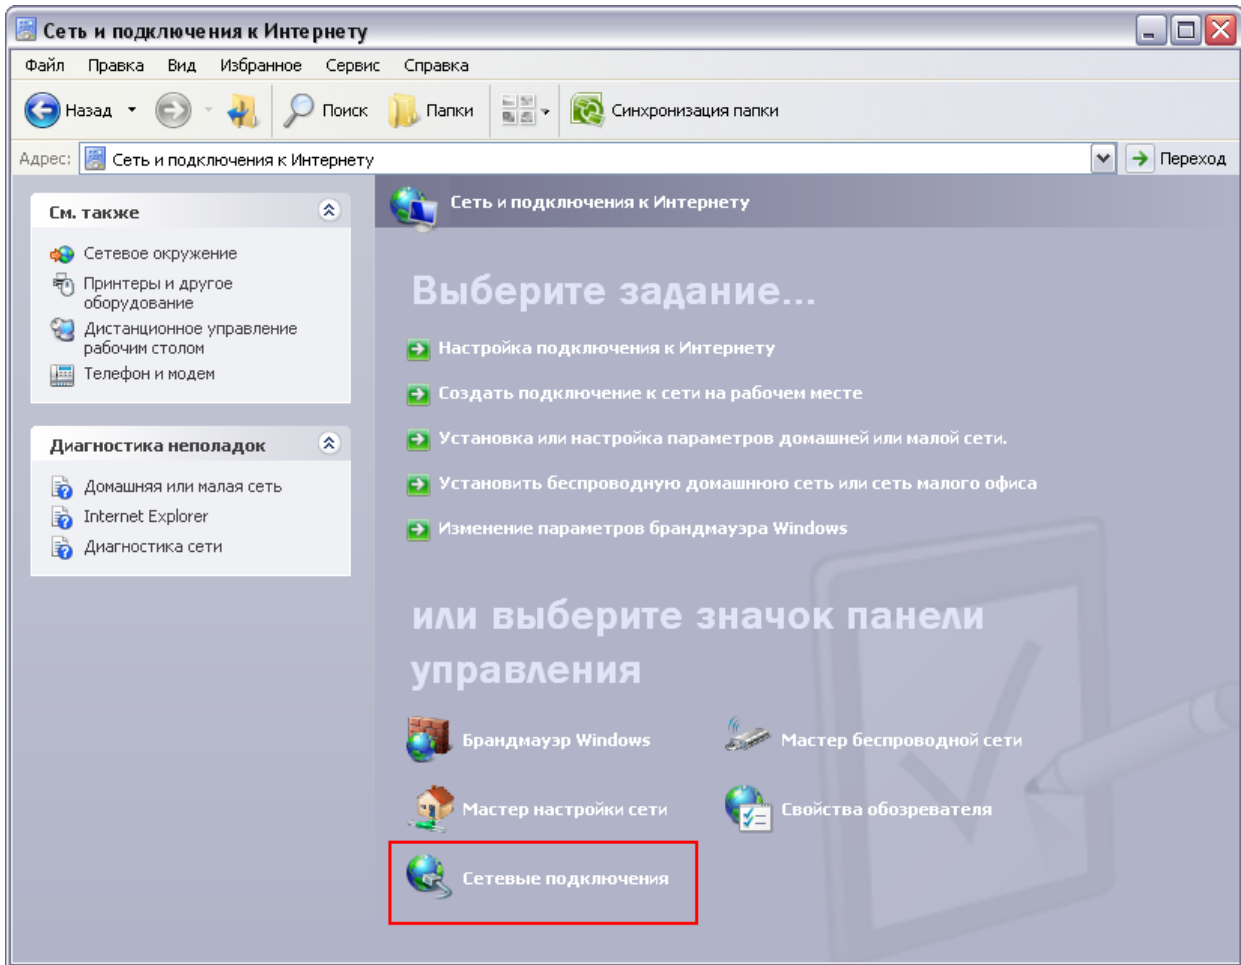 Сеть и подключения к Интернету
Файл Правка Вид Избранное Сервис Справка
Назад Поиск Папки Синхронизация папки
Адрес: Сеть и подключения к Интернету Переход
См. также
Сетевое окружение
Принтеры и другое
оборудование
Дистанционное управление
рабочим столом
Телефон и модем
Диагностика неполадок
Домашняя или малая сеть
Internet Explorer
Диагностика сети
Сеть и подключения к Интернету
Выберите задание...
Настройка подключения к Интернету
Создать подключение к сети на рабочем месте
Установка или настройка параметров домашней или малой сети.
Установить беспроводную домашнюю сеть или сеть малого офиса
Изменение параметров брандмауэра Windows
или выберите значок панели
управления
Брандмауэр Windows
Мастер беспроводной сети
Мастер настройки сети
Свойства обозревателя
Сетевые подключения